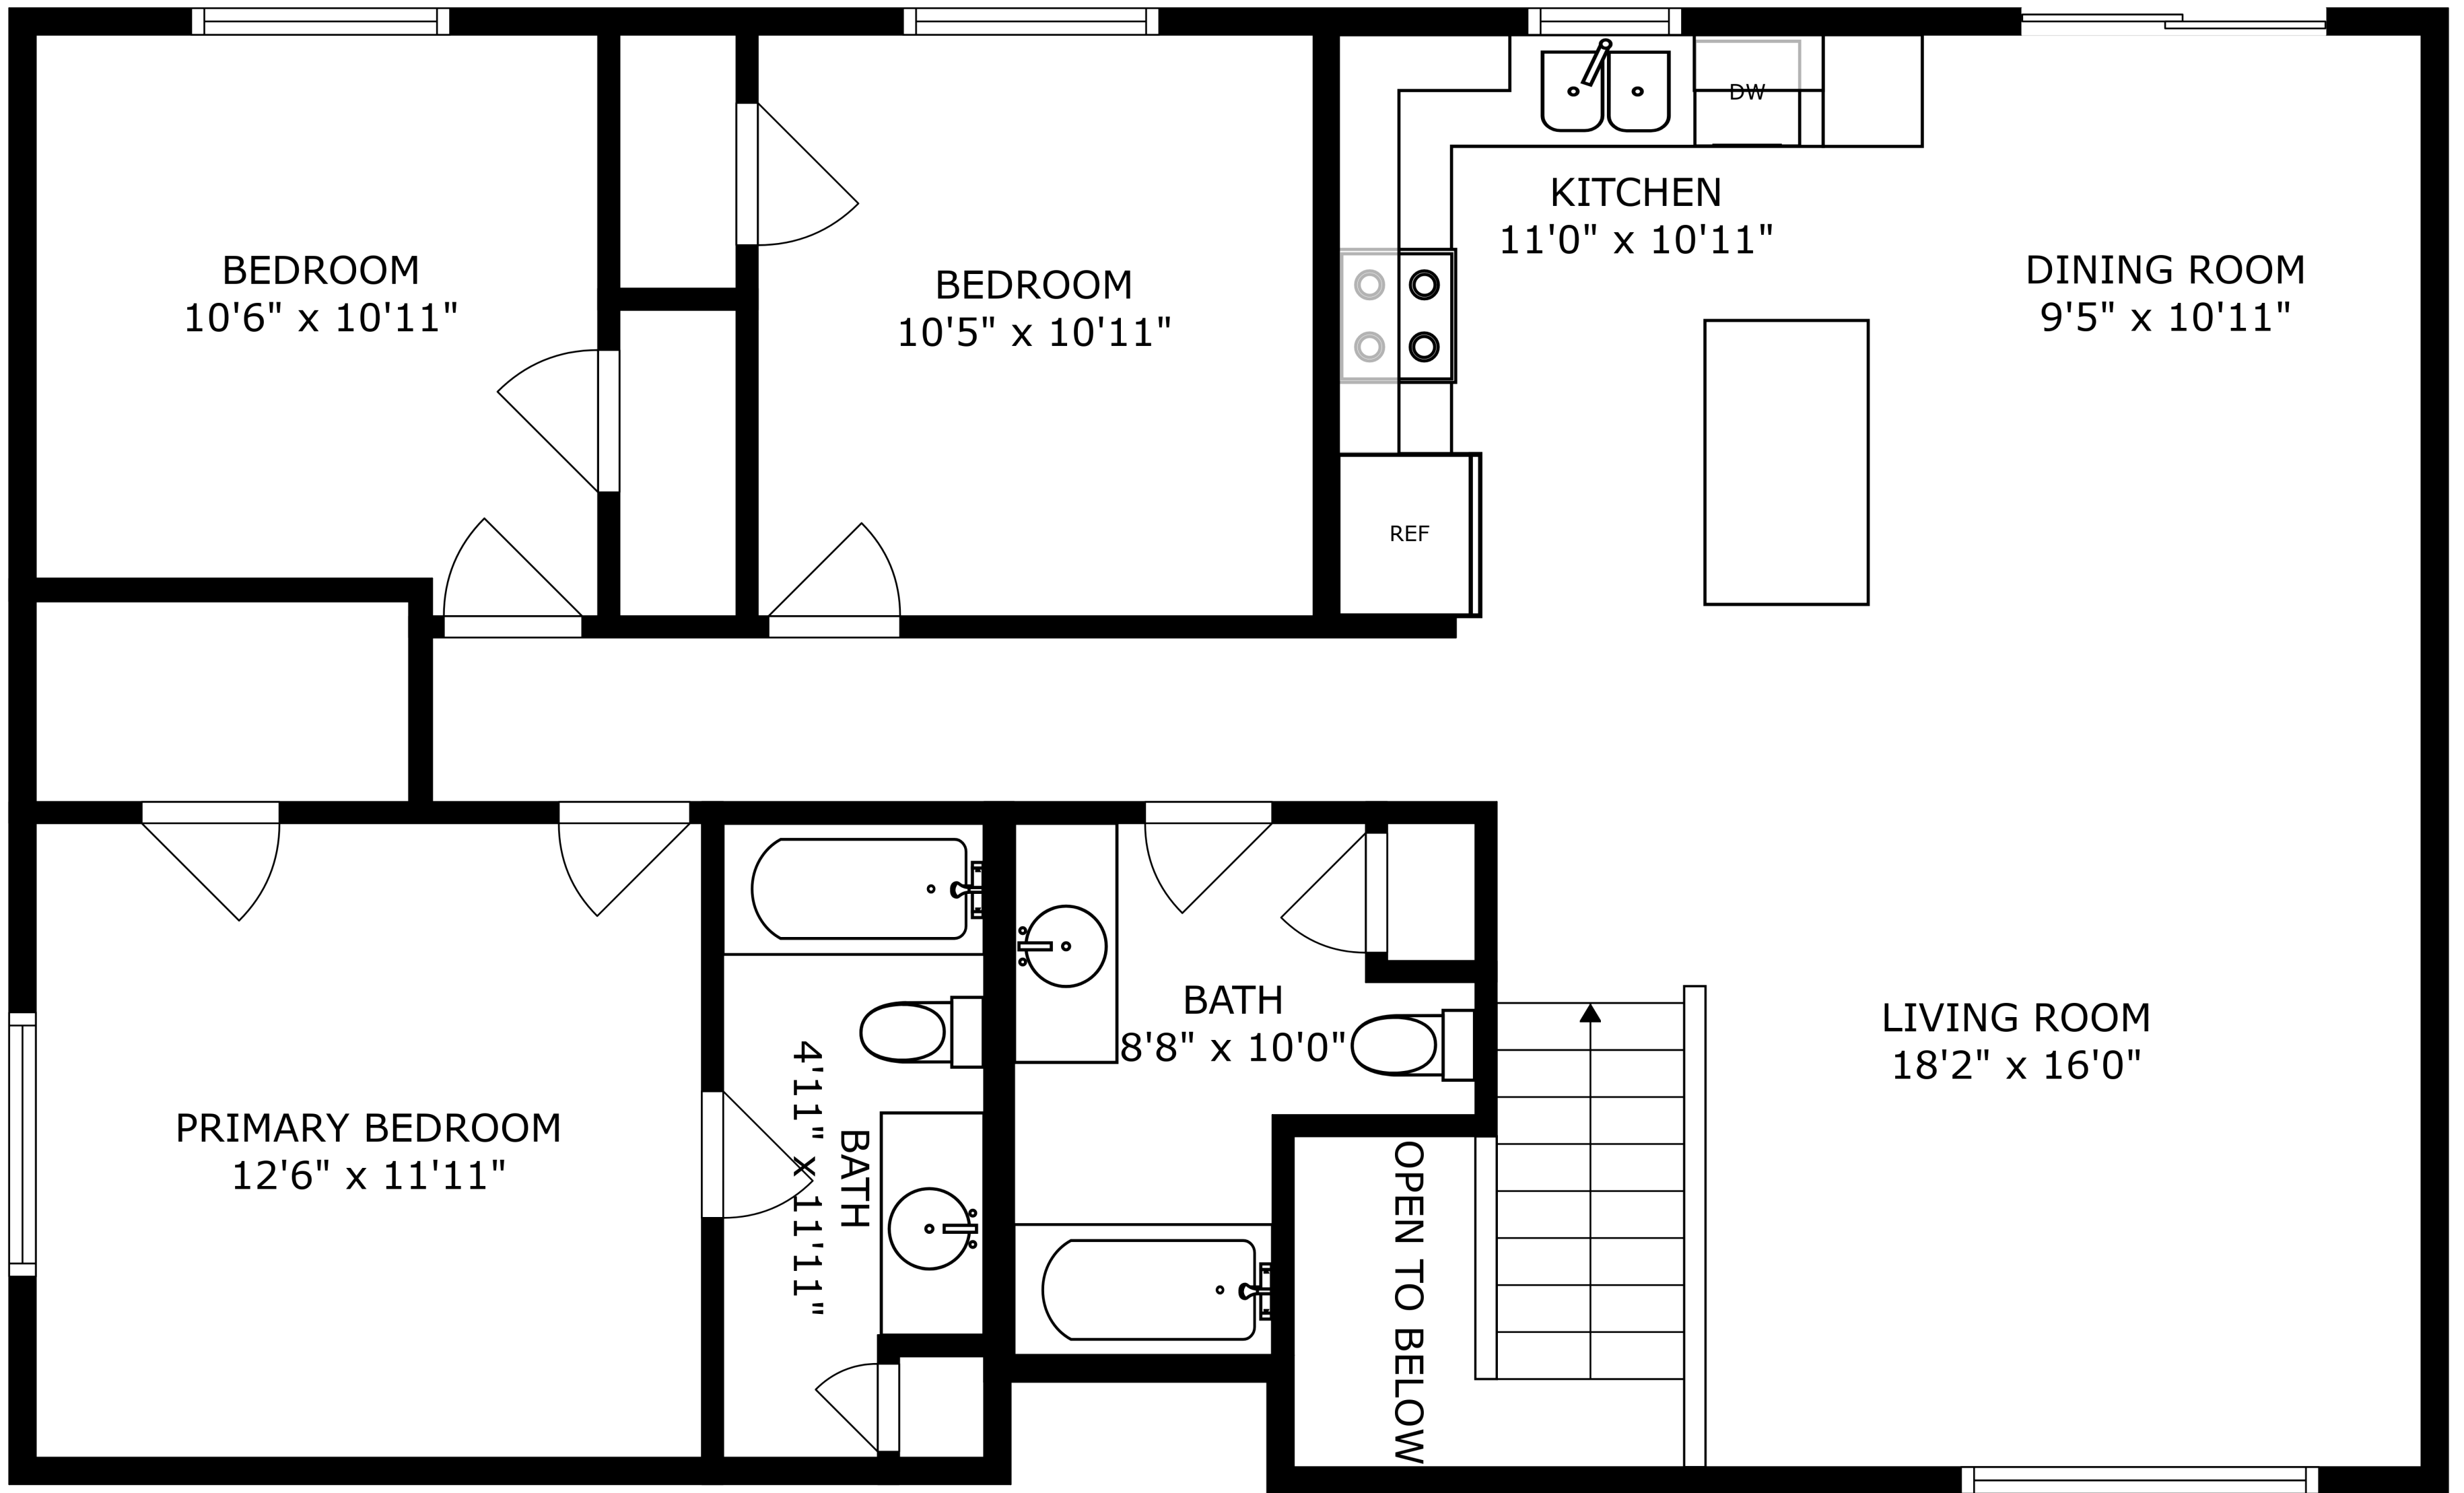 BEDROOM
10'6" x 10'11"
BEDROOM
10'5" x 10'11"
KITCHEN
11'0" x 10'11"
DW
REF
DINING ROOM
9'5" x 10'11"
PRIMARY BEDROOM
12'6" x 11'11"
BATH
4'11" x 11'11"
BATH
8'8" x 10'0"
OPEN TO BELOW
LIVING ROOM
18'2" x 16'0"